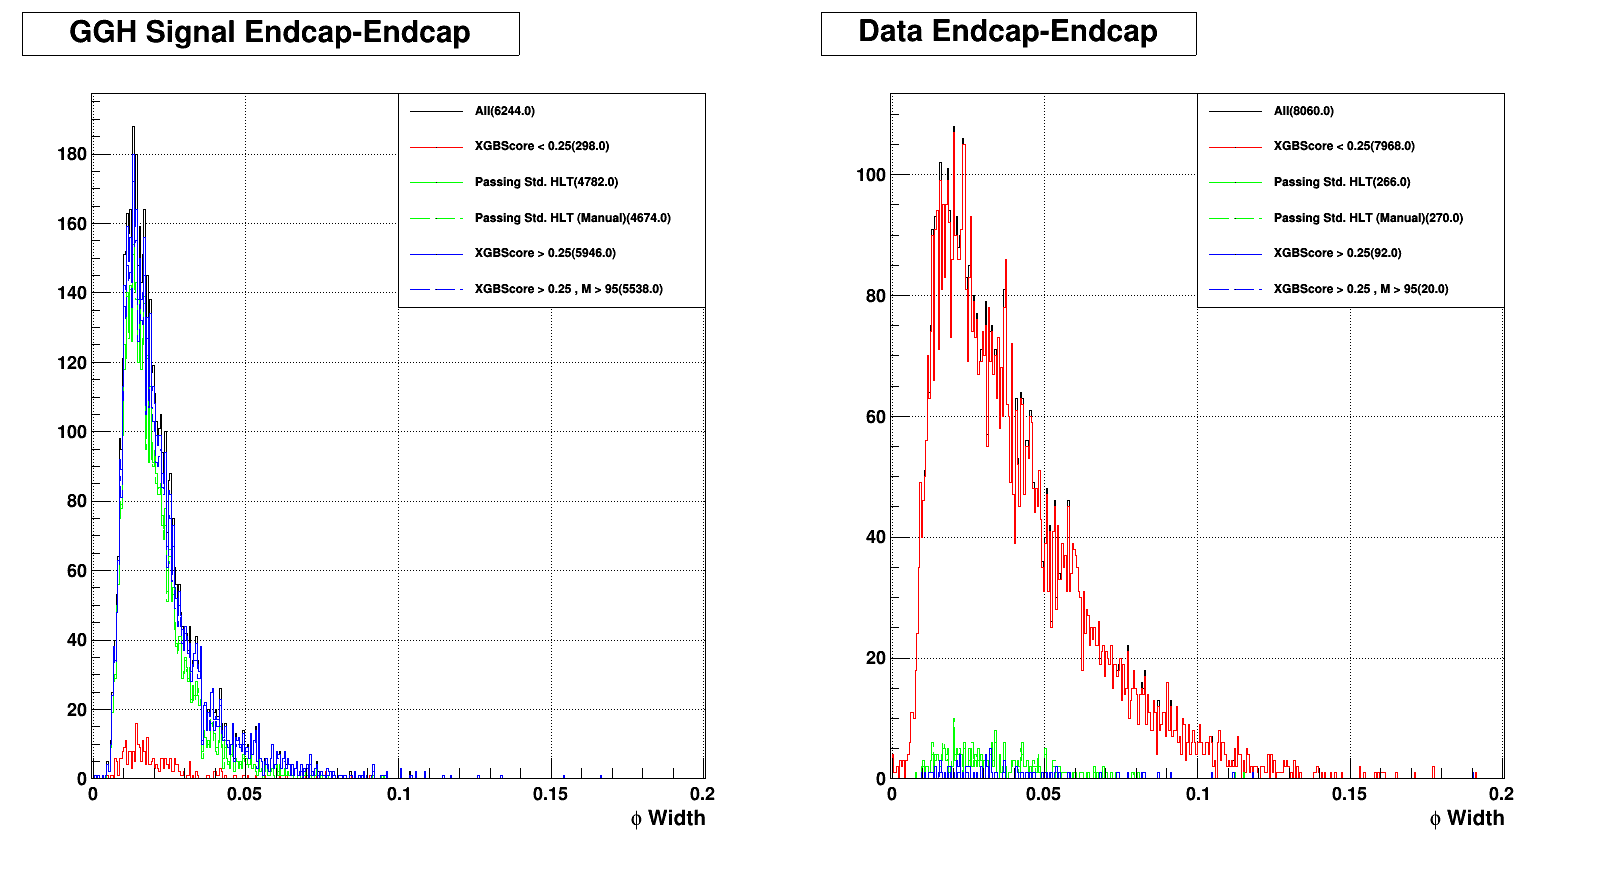 GGH Signal Endcap-Endcap
All(6244.0)
XGBScore < 0.25(298.0)
Passing Std. HLT(4782.0)
Passing Std. HLT (Manual)(4674.0)
XGBScore > 0.25(5946.0)
XGBScore > 0.25 , M > 95(5538.0)
180
160
140
120
100
80
60
40
20
0
0 0.05 0.1 0.15 0.2
ϕ Width
Data Endcap-Endcap
All(8060.0)
XGBScore < 0.25(7968.0)
Passing Std. HLT(266.0)
Passing Std. HLT (Manual)(270.0)
XGBScore > 0.25(92.0)
XGBScore > 0.25 , M > 95(20.0)
100
80
60
40
20
0
0 0.05 0.1 0.15 0.2
ϕ Width